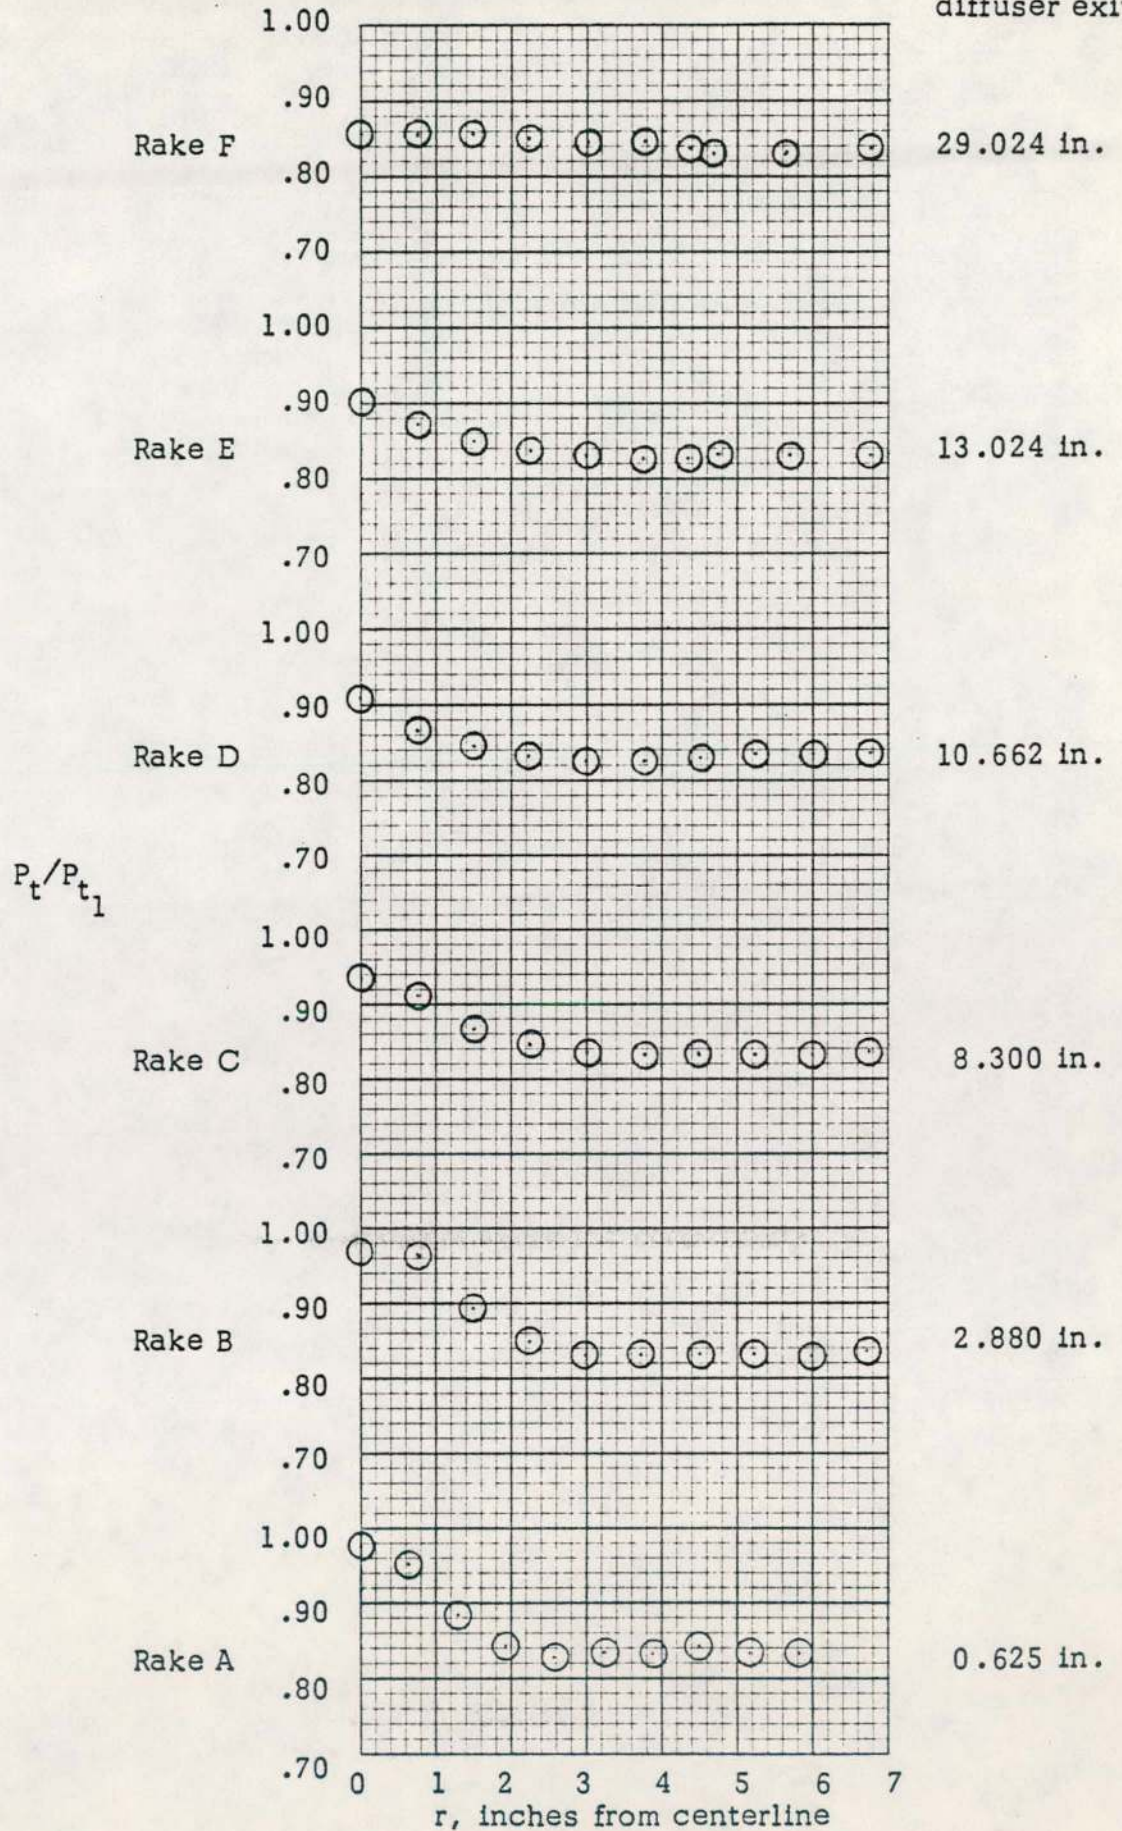 diffuser exi
1.00
.90
Rake F 29.024 in.
.80
.70
1.00
.90
Rake E 13.024 in.
.80
.70
1.00
.90
Rake D 10.662 in.
.80
.70
Pt/Pt1
1.00
.90
Rake C 8.300 in.
.80
.70
1.00
.90
Rake B 2.880 in.
.80
.70
1.00
.90
Rake A 0.625 in.
.80
.70
0 1 2 3 4 5 6 7
r, inches from centerline